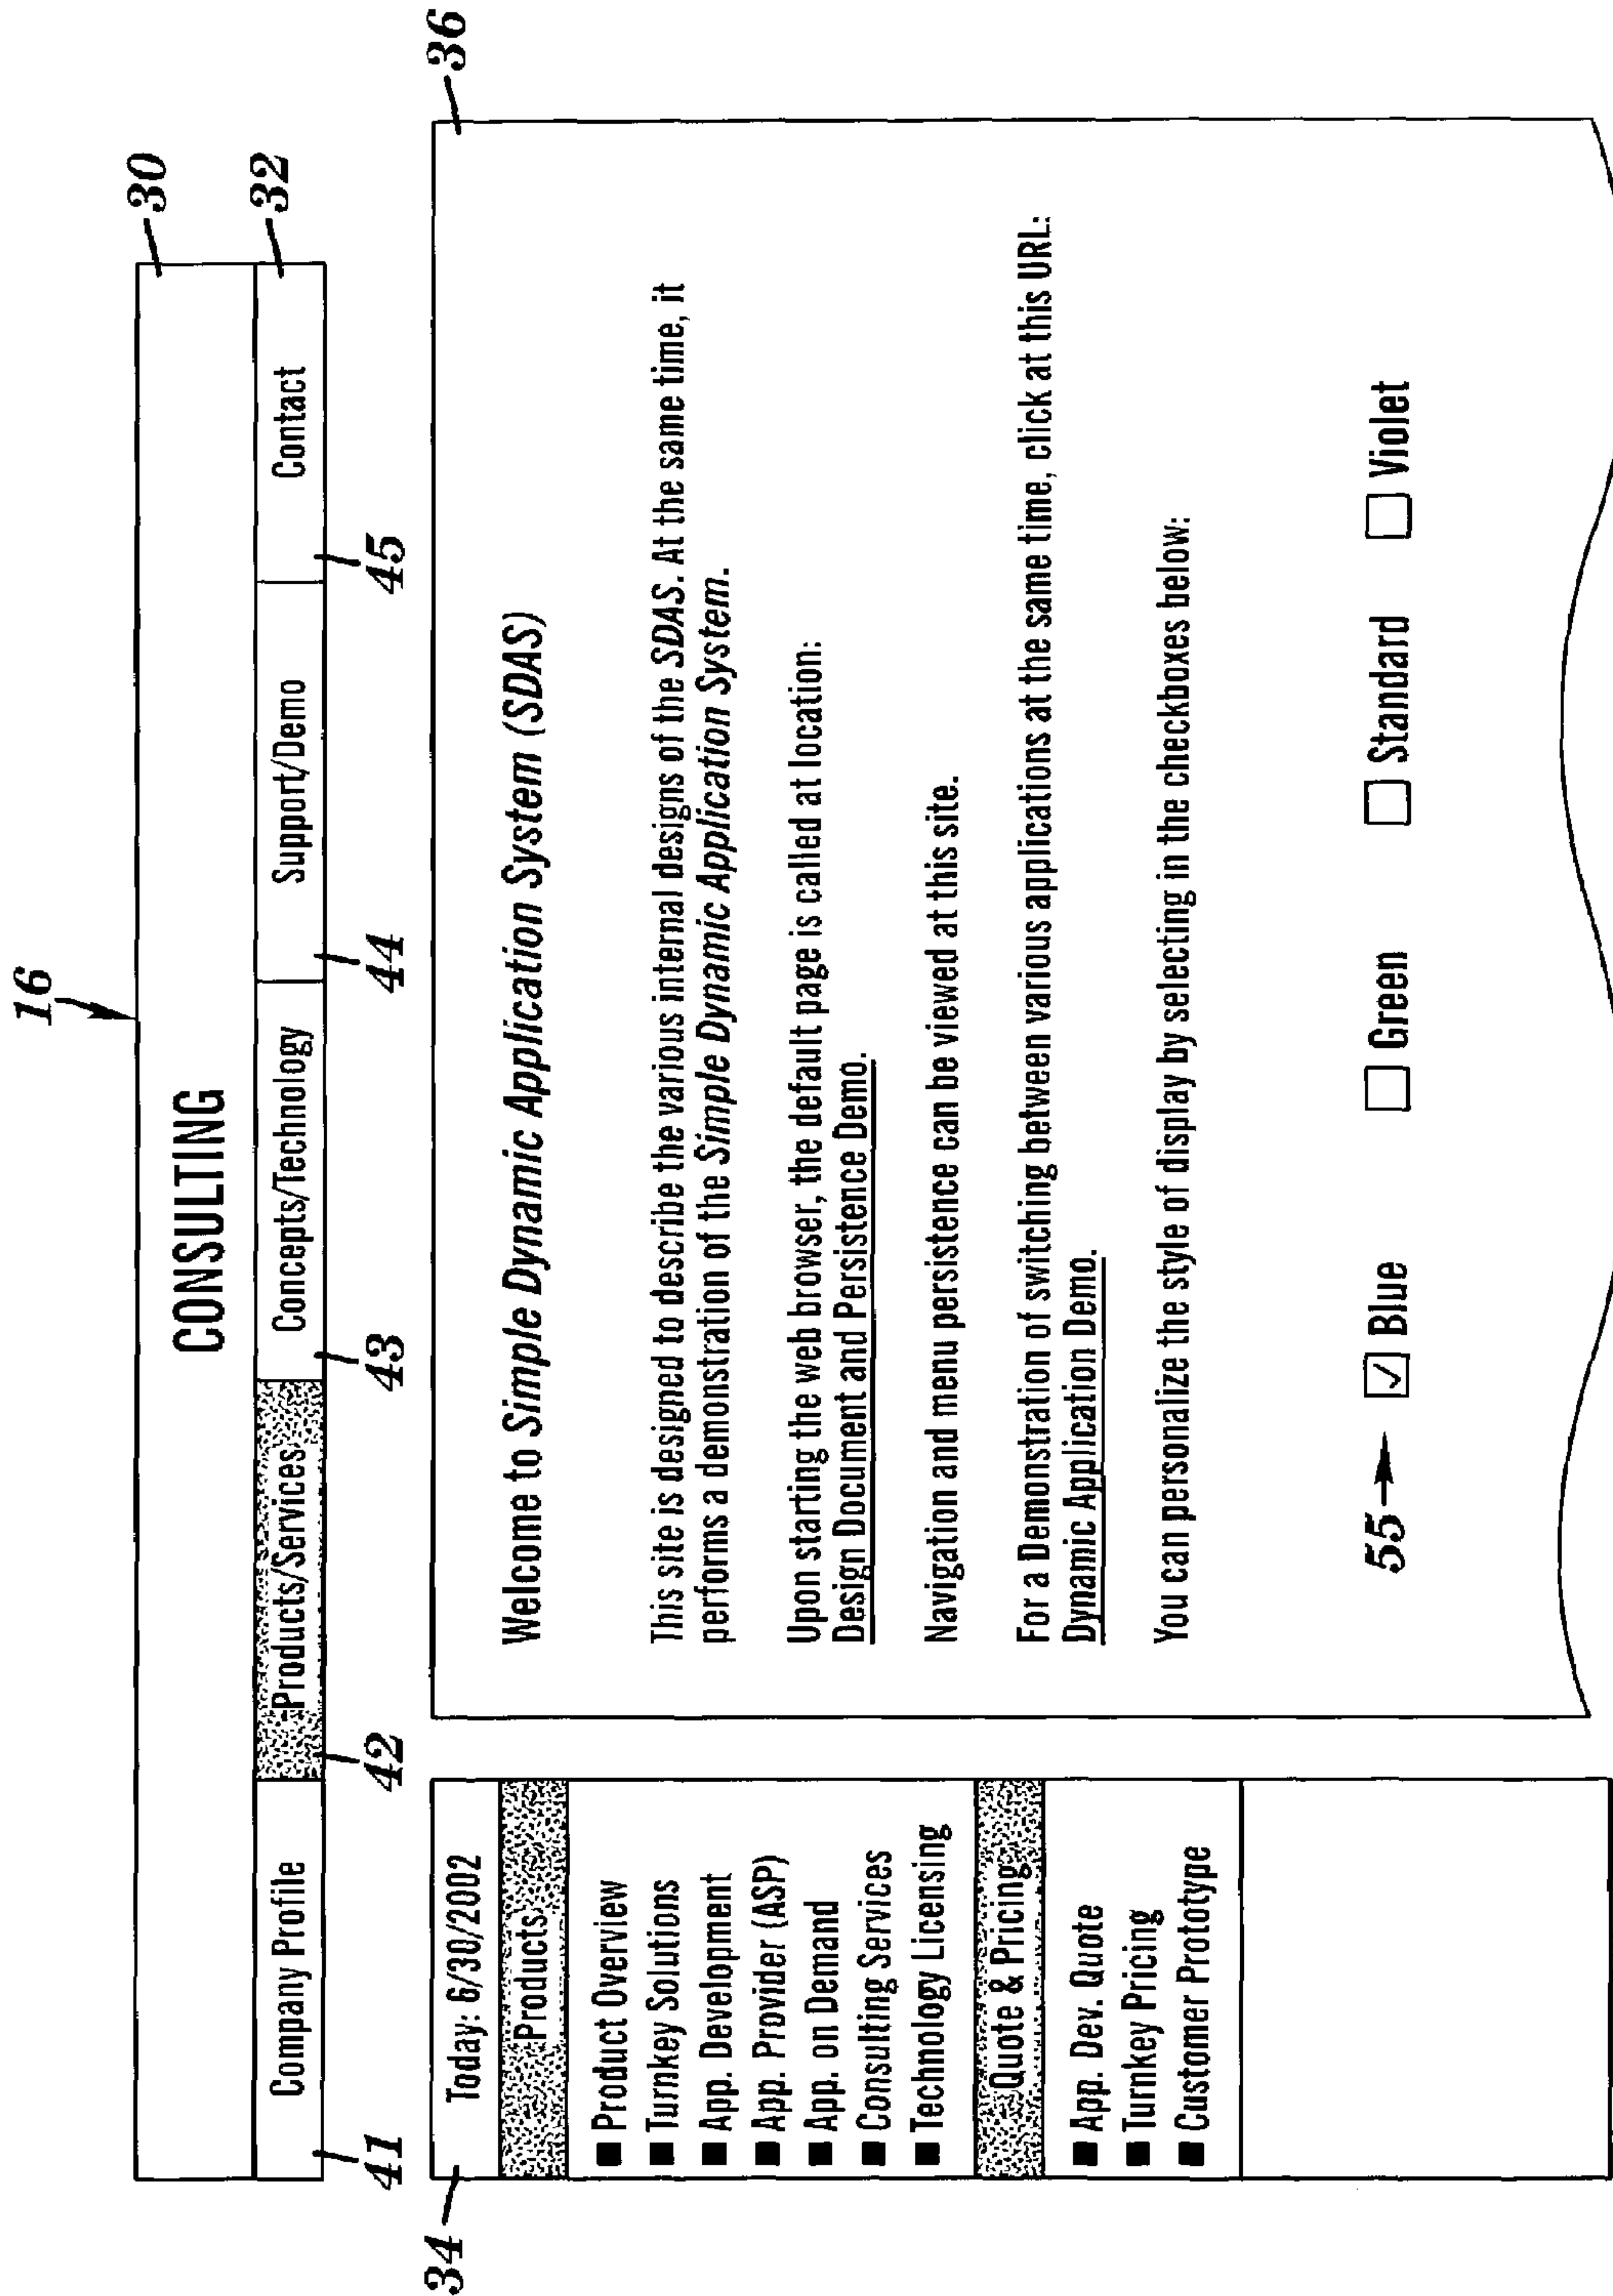 16
CONSULTING
30
Company Profile
Products/Services
Concepts/Technology
Support/Demo
Contact
32
41
42
43
44
45
34
Today: 6/30/2002
Products
■ Product Overview
■ Turnkey Solutions
■ App. Development
■ App. Provider (ASP)
■ App. on Demand
■ Consulting Services
■ Technology Licensing
Quote & Pricing
■ App. Dev. Quote
■ Turnkey Pricing
■ Customer Prototype
36
Welcome to Simple Dynamic Application System (SDAS)
This site is designed to describe the various internal designs of the SDAS. At the same time, it
performs a demonstration of the Simple Dynamic Application System.
Upon starting the web browser, the default page is called at location:
Design Document and Persistence Demo.
Navigation and menu persistence can be viewed at this site.
For a Demonstration of switching between various applications at the same time, click at this URL:
Dynamic Application Demo.
You can personalize the style of display by selecting in the checkboxes below:
55 ☑ Blue ☐ Green ☐ Standard ☐ Violet